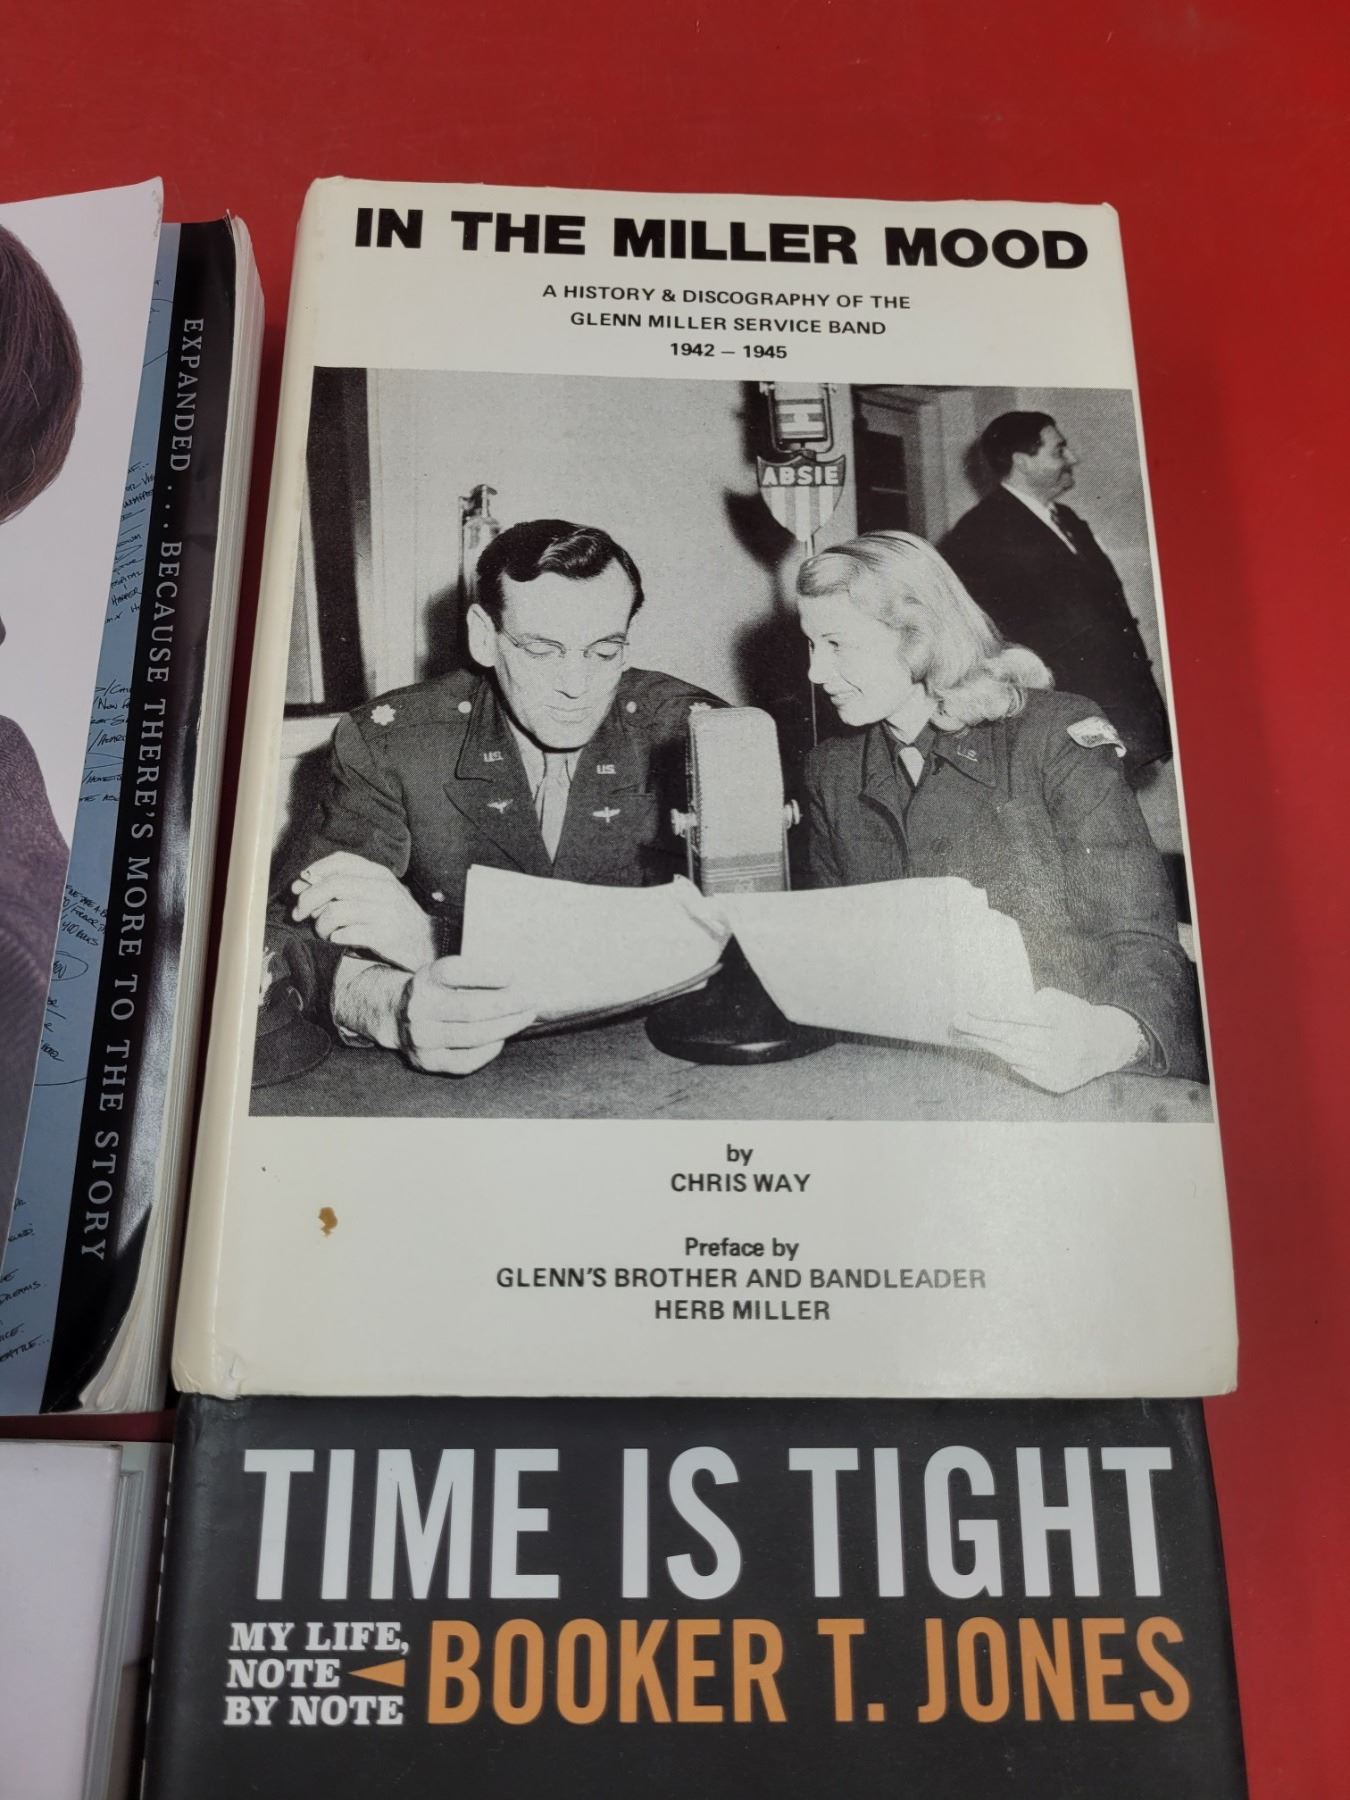 IN THE MILLER MOOD
A HISTORY & DISCOGRAPHY OF THE
GLENN MILLER SERVICE BAND
1942 – 1945
ABSIE
U.S.
U.S.
U.S.
by
CHRIS WAY
Preface by
GLENN'S BROTHER AND BANDLEADER
HERB MILLER
EXPANDED . . . BECAUSE THERE'S MORE TO THE STORY
TIME IS TIGHT
MY LIFE,
NOTE
BY NOTE
BOOKER T. JONES